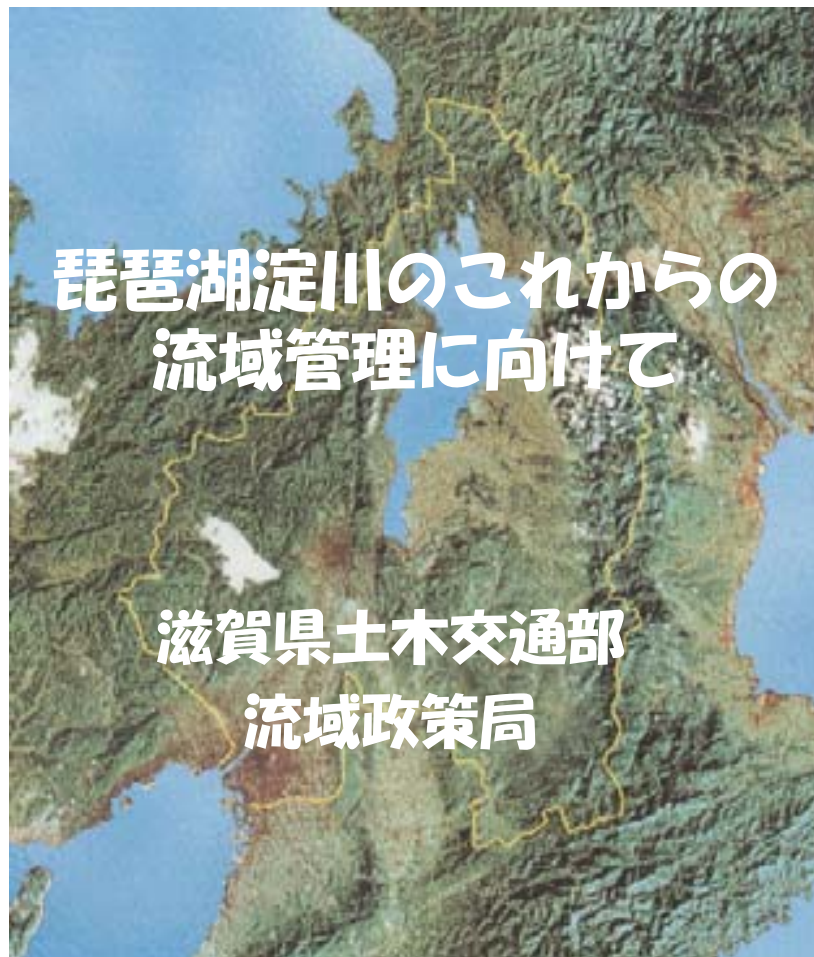 琵琶湖淀川のこれからの
流域管理に向けて
滋賀県土木交通部
流域政策局